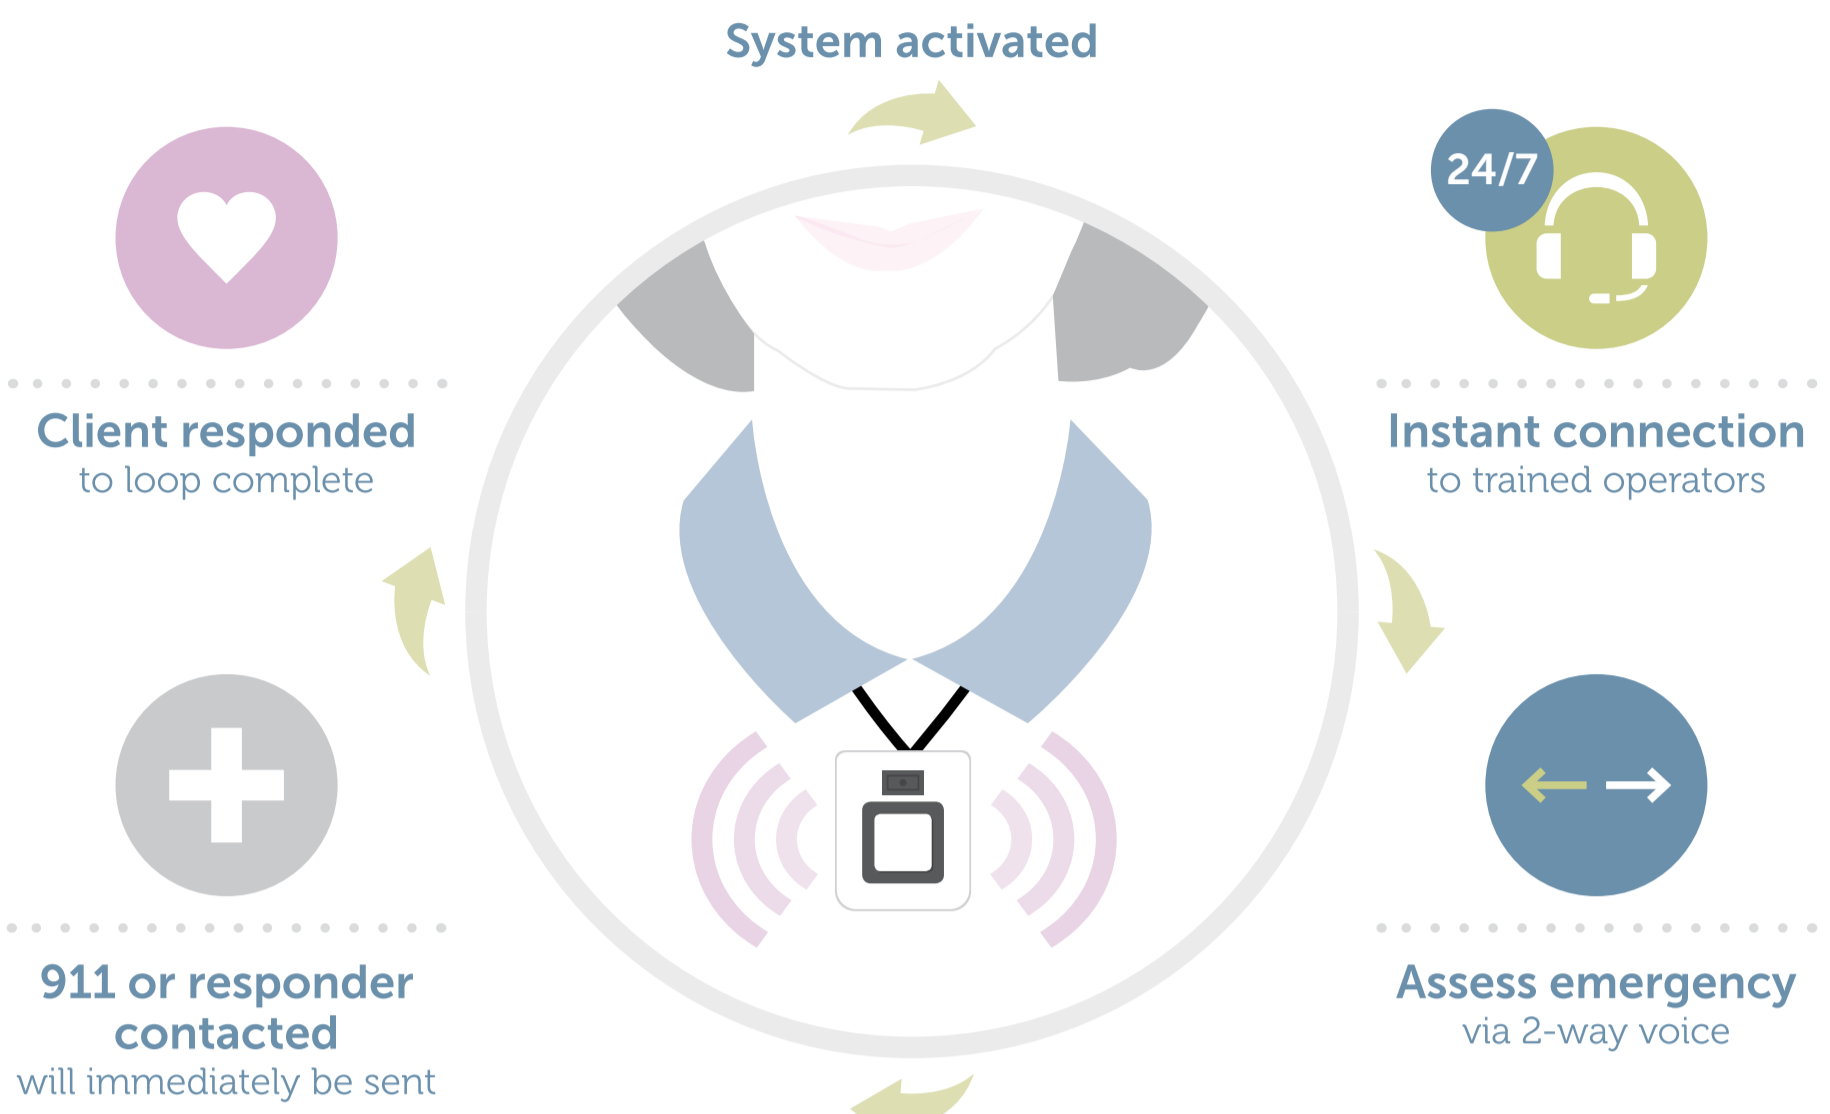 System activated
24/7
Instant connection
to trained operators
Assess emergency
via 2-way voice
911 or responder
contacted
will immediately be sent
Client responded
to loop complete